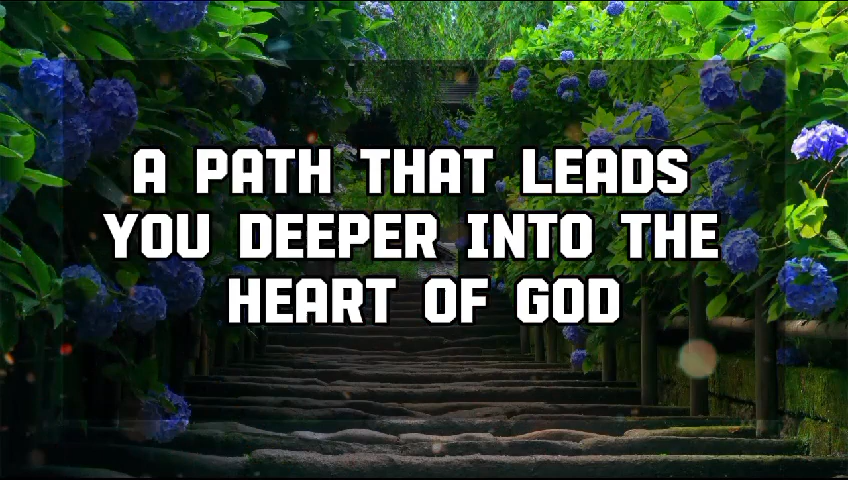 A PATH THAT LEADS
YOU DEEPER INTO THE
HEART OF GOD